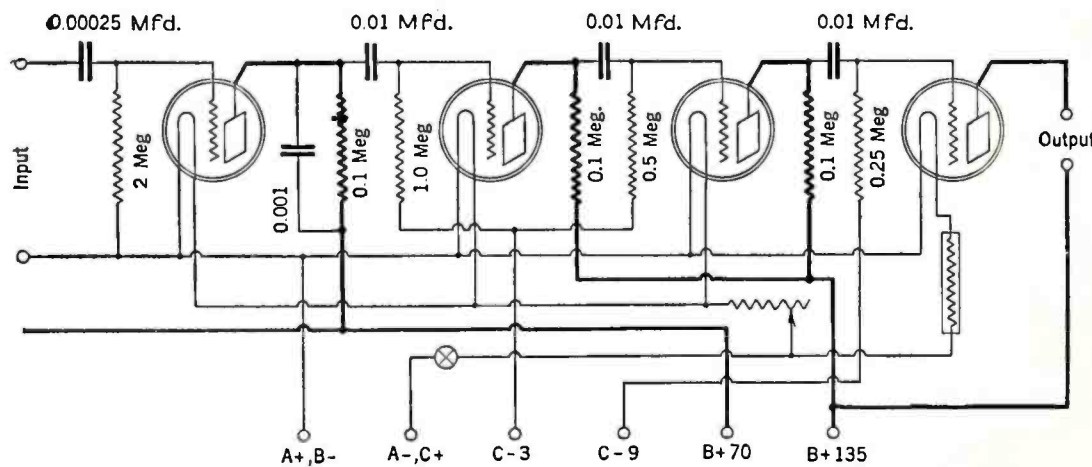 0.00025 Mfd.
0.01 Mfd.
0.01 Mfd.
0.01 Mfd.
Input
2 Meg
0.001
0.1 Meg
1.0 Meg
0.1 Meg.
0.5 Meg
0.1 Meg
0.25 Meg
Output
A+,B-
A-,C+
C-3
C-9
B+70
B+135